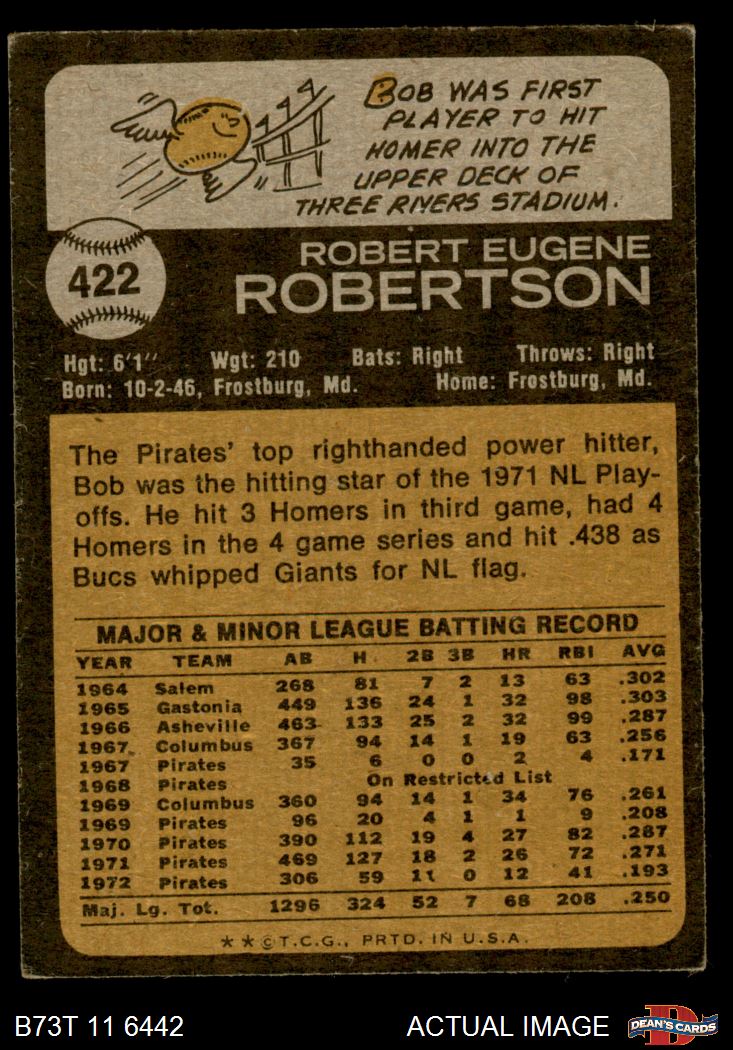 BOB WAS FIRST
PLAYER TO HIT
HOMER INTO THE
UPPER DECK OF
THREE RIVERS STADIUM.
422
ROBERT EUGENE
ROBERTSON
Hgt: 6'1" Wgt: 210 Bats: Right Throws: Right
Born: 10-2-46, Frostburg, Md. Home: Frostburg, Md.
The Pirates' top righthanded power hitter,
Bob was the hitting star of the 1971 NL Play-
offs. He hit 3 Homers in third game, had 4
Homers in the 4 game series and hit .438 as
Bucs whipped Giants for NL flag.
MAJOR & MINOR LEAGUE BATTING RECORD
YEAR TEAM AB H 2B 3B HR RBI AVG
1964 Salem 268 81 7 2 13 63 .302
1965 Gastonia 449 136 24 1 32 98 .303
1966 Asheville 463 133 25 2 32 99 .287
1967 Columbus 367 94 14 1 19 63 .256
1967 Pirates 35 6 0 0 2 4 .171
1968 Pirates On Restricted List
1969 Columbus 360 94 14 1 34 76 .261
1969 Pirates 96 20 4 1 1 9 .208
1970 Pirates 390 112 19 4 27 82 .287
1971 Pirates 469 127 18 2 26 72 .271
1972 Pirates 306 59 11 0 12 41 .193
Maj. Lg. Tot. 1296 324 52 7 68 208 .250
★★©T.C.G., PRTD. IN U.S.A.
B73T 11 6442 ACTUAL IMAGE D DEAN'S CARDS